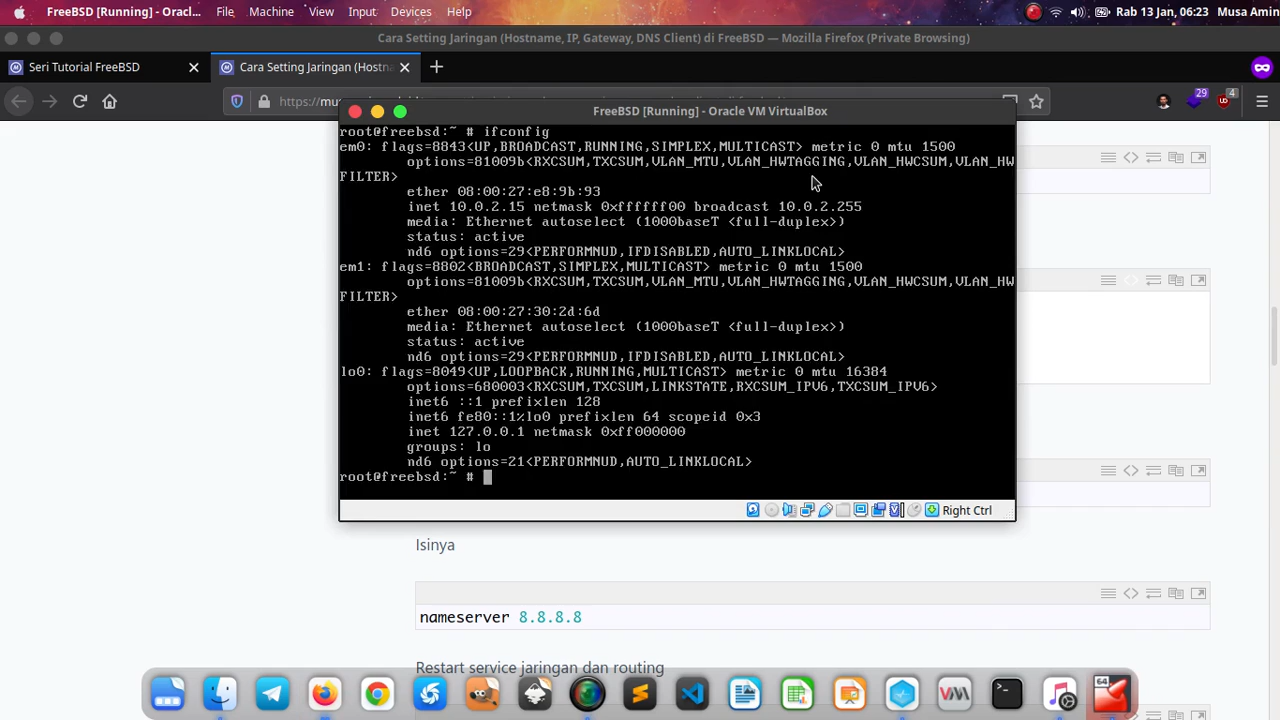 FreeBSD [Running] - Oracl... File Machine View Input Devices Help Rab 13 Jan, 06:23 Musa Amin
Cara Setting Jaringan (Hostname, IP, Gateway, DNS Client) di FreeBSD — Mozilla Firefox (Private Browsing)
Seri Tutorial FreeBSD
Cara Setting Jaringan (Hostn
29
4
FreeBSD [Running] - Oracle VM VirtualBox
root@freebsd:~ # ifconfig
em0: flags=8843<UP,BROADCAST,RUNNING,SIMPLEX,MULTICAST> metric 0 mtu 1500
options=81009b<RXCSUM,TXCSUM,VLAN_MTU,VLAN_HWTAGGING,VLAN_HWCSUM,VLAN_HW
FILTER>
ether 08:00:27:e8:9b:93
inet 10.0.2.15 netmask 0xffffff00 broadcast 10.0.2.255
media: Ethernet autoselect (1000baseT <full-duplex>)
status: active
nd6 options=29<PERFORMNUD,IFDISABLED,AUTO_LINKLOCAL>
em1: flags=8802<BROADCAST,SIMPLEX,MULTICAST> metric 0 mtu 1500
options=81009b<RXCSUM,TXCSUM,VLAN_MTU,VLAN_HWTAGGING,VLAN_HWCSUM,VLAN_HW
FILTER>
ether 08:00:27:30:2d:6d
media: Ethernet autoselect (1000baseT <full-duplex>)
status: active
nd6 options=29<PERFORMNUD,IFDISABLED,AUTO_LINKLOCAL>
lo0: flags=8049<UP,LOOPBACK,RUNNING,MULTICAST> metric 0 mtu 16384
options=680003<RXCSUM,TXCSUM,LINKSTATE,RXCSUM_IPV6,TXCSUM_IPV6>
inet6 ::1 prefixlen 128
inet6 fe80::1%lo0 prefixlen 64 scopeid 0x3
inet 127.0.0.1 netmask 0xff000000
groups: lo
nd6 options=21<PERFORMNUD,AUTO_LINKLOCAL>
root@freebsd:~ #
Right Ctrl
Isinya
nameserver 8.8.8.8
Restart service jaringan dan routing
64